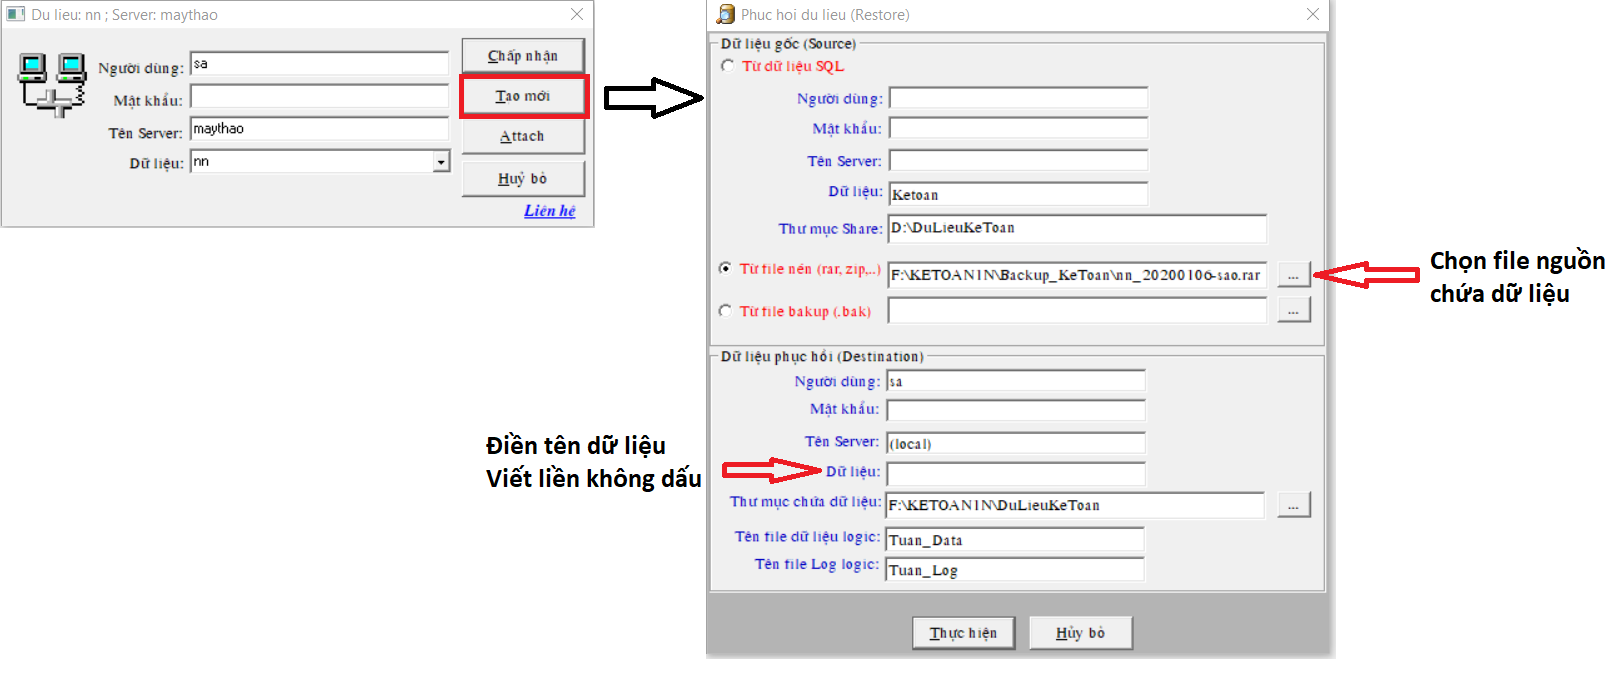 Du lieu: nn ; Server: maythao
Người dùng: sa
Mật khẩu:
Tên Server: maythao
Dữ liệu: nn
Chấp nhận
Tạo mới
Attach
Huỷ bỏ
Liên hệ
Phuc hoi du lieu (Restore)
Dữ liệu gốc (Source)
Từ dữ liệu SQL
Người dùng:
Mật khẩu:
Tên Server:
Dữ liệu: Ketoan
Thư mục Share: D:\DuLieuKeToan
Từ file nén (rar, zip,..) F:\KETOAN1N\Backup_KeToan\nn_20200106-sao.rar ...
Từ file bakup (.bak) ...
Chọn file nguồn
chứa dữ liệu
Dữ liệu phục hồi (Destination)
Người dùng: sa
Mật khẩu:
Tên Server: (local)
Dữ liệu:
Thư mục chứa dữ liệu: F:\KETOAN1N\DuLieuKeToan ...
Tên file dữ liệu logic: Tuan_Data
Tên file Log logic: Tuan_Log
Điền tên dữ liệu
Viết liền không dấu
Thực hiện
Hủy bỏ